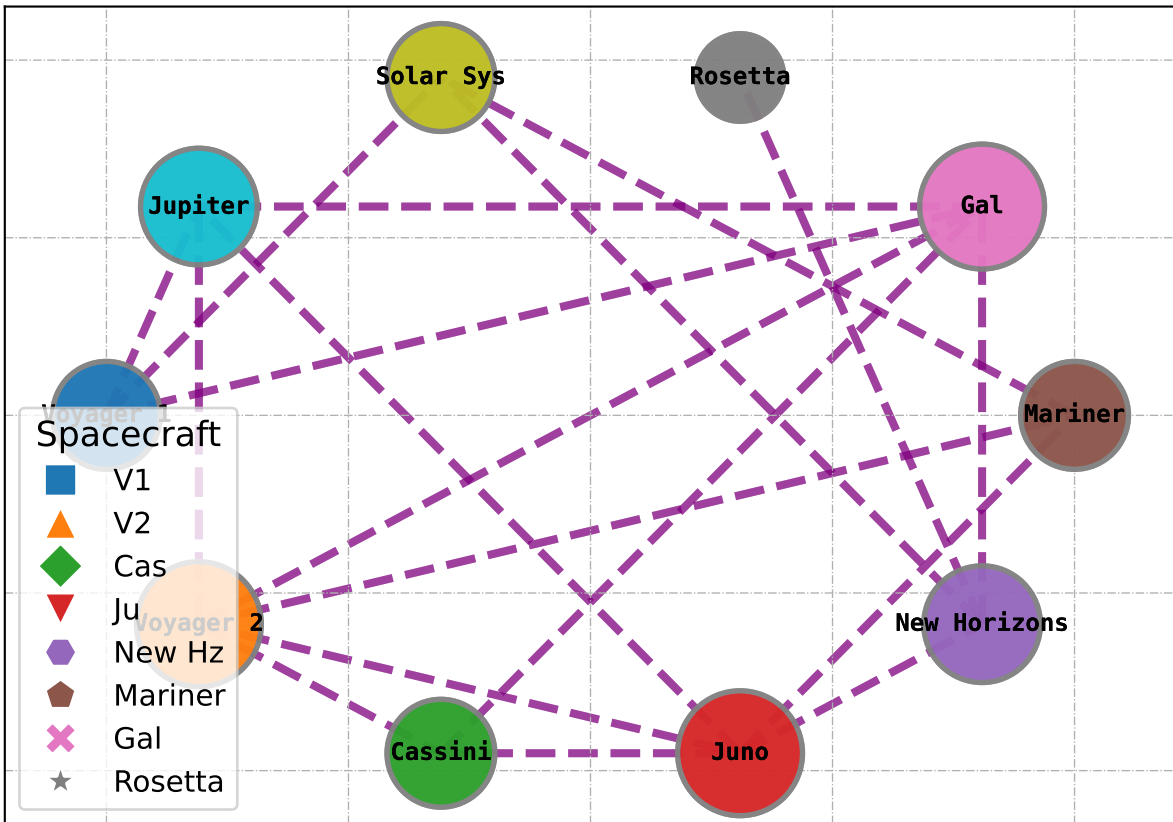 Solar Sys
Rosetta
Jupiter
Gal
Voyager 1
Mariner
Spacecraft
V1
V2
Cas
Ju
New Hz
Mariner
Gal
Rosetta
Voyager 2
New Horizons
Cassini
Juno